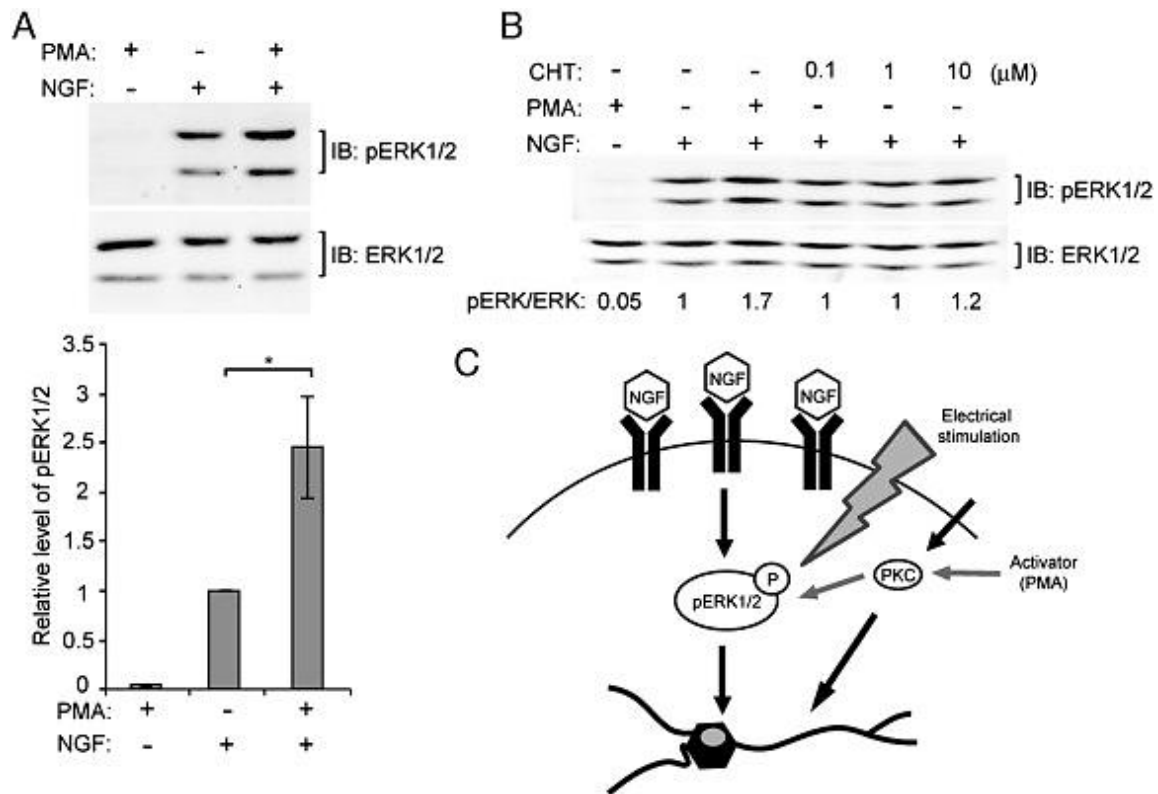 A
PMA: + - +
NGF: - + +
IB: pERK1/2
IB: ERK1/2
Relative level of pERK1/2
3.5
3
2.5
2
1.5
1
0.5
0
*
PMA: + - +
NGF: - + +
B
CHT: - - - 0.1 1 10 (μM)
PMA: + - + - - -
NGF: - + + + + +
IB: pERK1/2
IB: ERK1/2
pERK/ERK: 0.05 1 1.7 1 1 1.2
C
NGF NGF NGF
Electrical
stimulation
P
pERK1/2
PKC
Activator
(PMA)